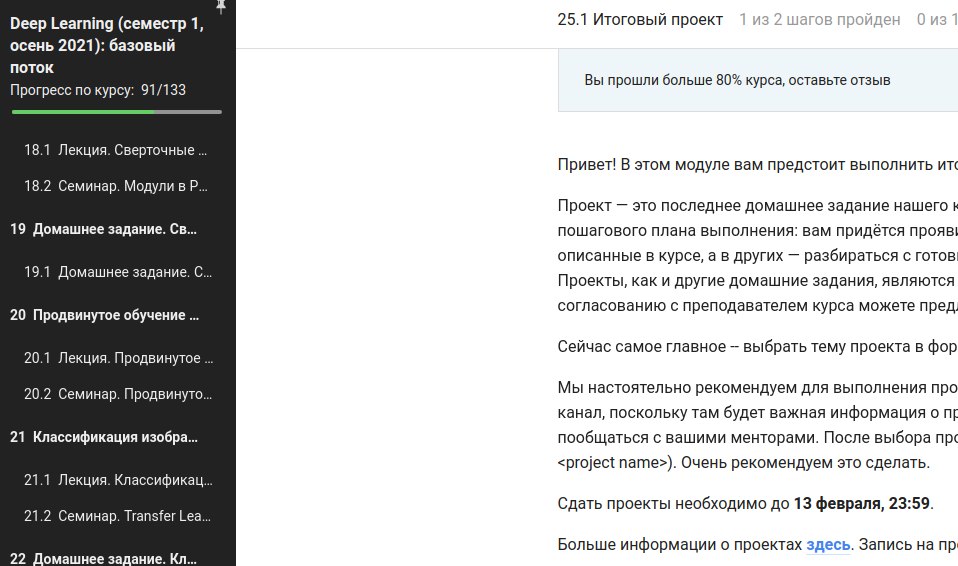 Deep Learning (семестр 1,
осень 2021): базовый
поток
Прогресс по курсу: 91/133
18.1 Лекция. Сверточные ...
18.2 Семинар. Модули в P...
19 Домашнее задание. Св...
19.1 Домашнее задание. С...
20 Продвинутое обучение ...
20.1 Лекция. Продвинутое ...
20.2 Семинар. Продвинуто...
21 Классификация изобра...
21.1 Лекция. Классификац...
21.2 Семинар. Transfer Lea...
22 Домашнее задание. Кл...
25.1 Итоговый проект 1 из 2 шагов пройден 0 из 1
Вы прошли больше 80% курса, оставьте отзыв
Привет! В этом модуле вам предстоит выполнить ито
Проект — это последнее домашнее задание нашего к
пошагового плана выполнения: вам придётся прояви
описанные в курсе, а в других — разбираться с готов
Проекты, как и другие домашние задания, являются
согласованию с преподавателем курса можете предл
Сейчас самое главное -- выбрать тему проекта в фор
Мы настоятельно рекомендуем для выполнения про
канал, поскольку там будет важная информация о пр
пообщаться с вашими менторами. После выбора про
<project name>). Очень рекомендуем это сделать.
Сдать проекты необходимо до 13 февраля, 23:59.
Больше информации о проектах здесь. Запись на пр